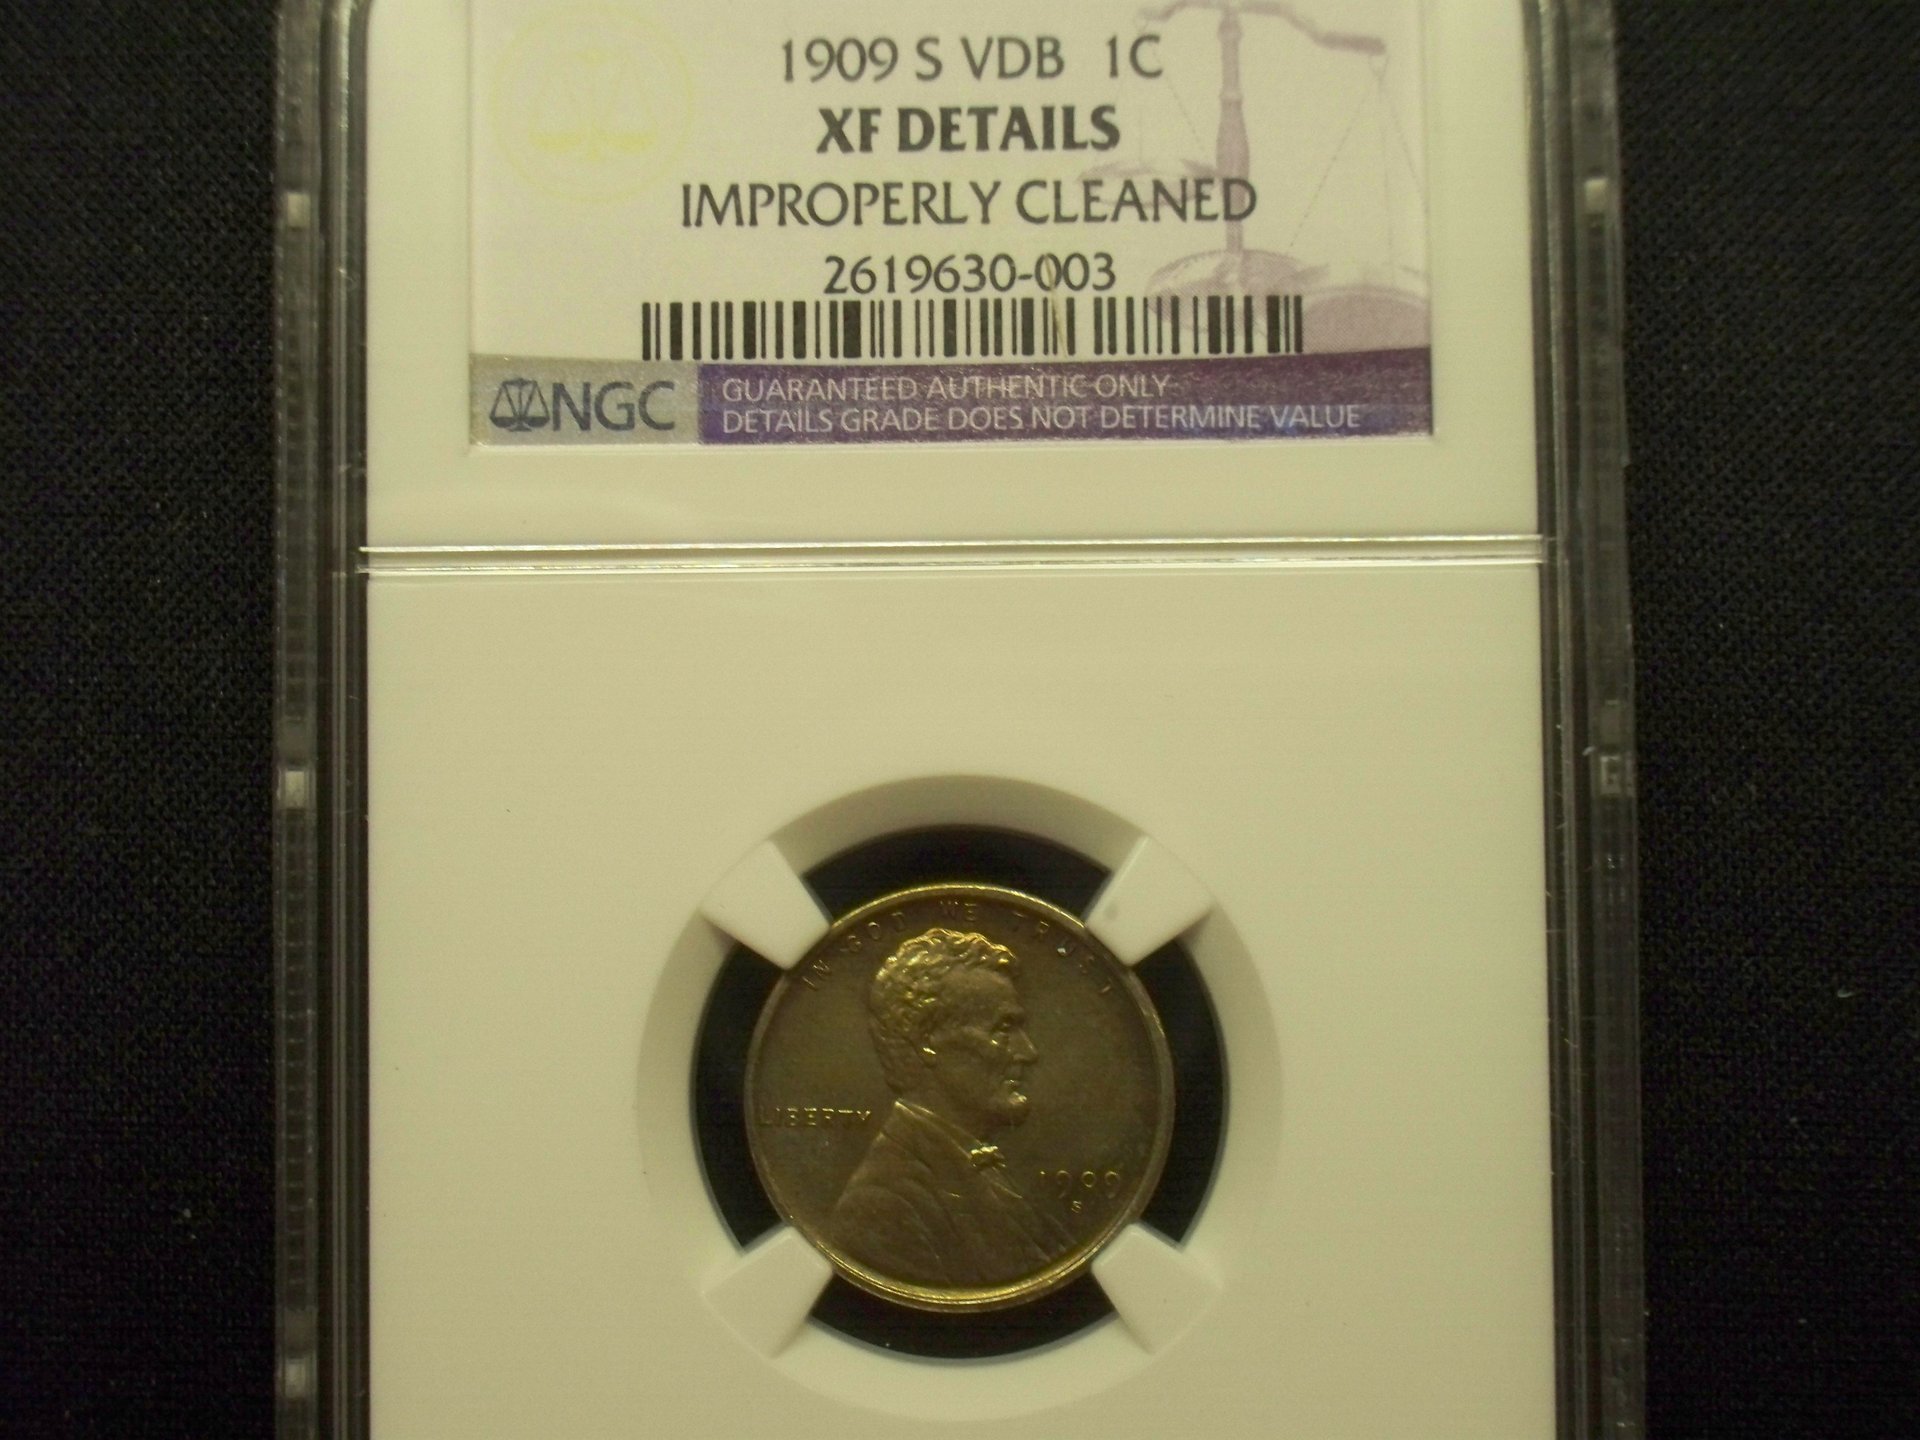 1909 S VDB 1C
XF DETAILS
IMPROPERLY CLEANED
2619630-003
NGC
GUARANTEED AUTHENTIC ONLY
DETAILS GRADE DOES NOT DETERMINE VALUE
IN GOD WE TRUST
LIBERTY
1909
S